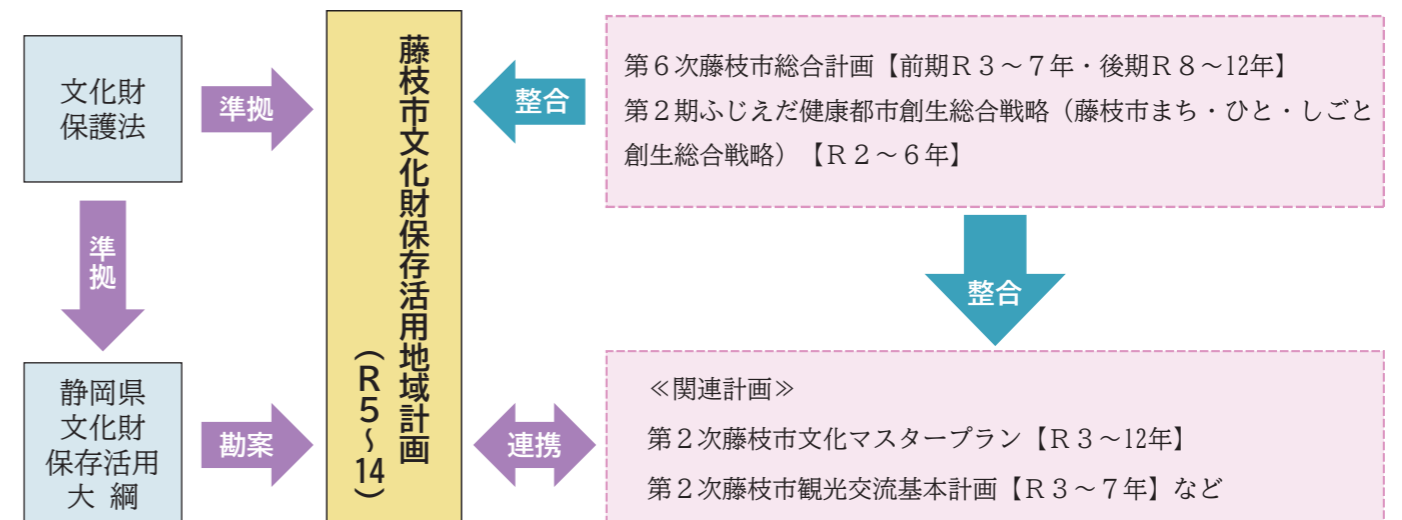 文化財
保護法
準拠
準拠
静岡県
文化財
保存活用
大 綱
勘案
藤枝市文化財保存活用地域計画
（R5〜14）
整合
第６次藤枝市総合計画【前期Ｒ３～７年・後期Ｒ８～12年】
第２期ふじえだ健康都市創生総合戦略（藤枝市まち・ひと・しごと
創生総合戦略）【Ｒ２～６年】
整合
連携
≪関連計画≫
第２次藤枝市文化マスタープラン【Ｒ３～12年】
第２次藤枝市観光交流基本計画【Ｒ３～７年】など